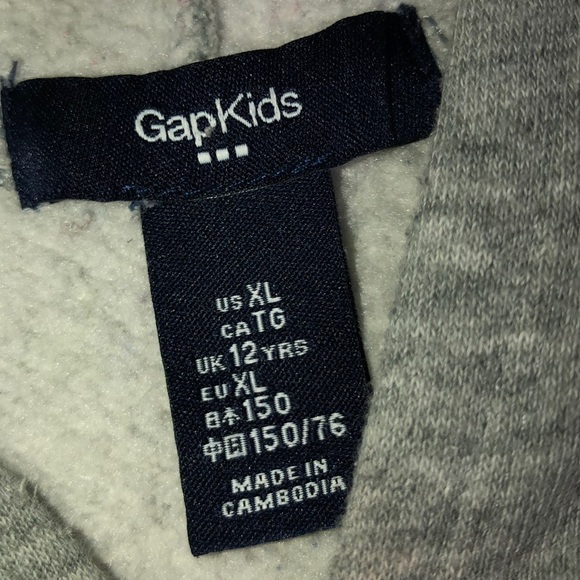 GapKids
US XL
CA TG
UK 12 YRS
EU XL
日本 150
中国 150/76
MADE IN
CAMBODIA